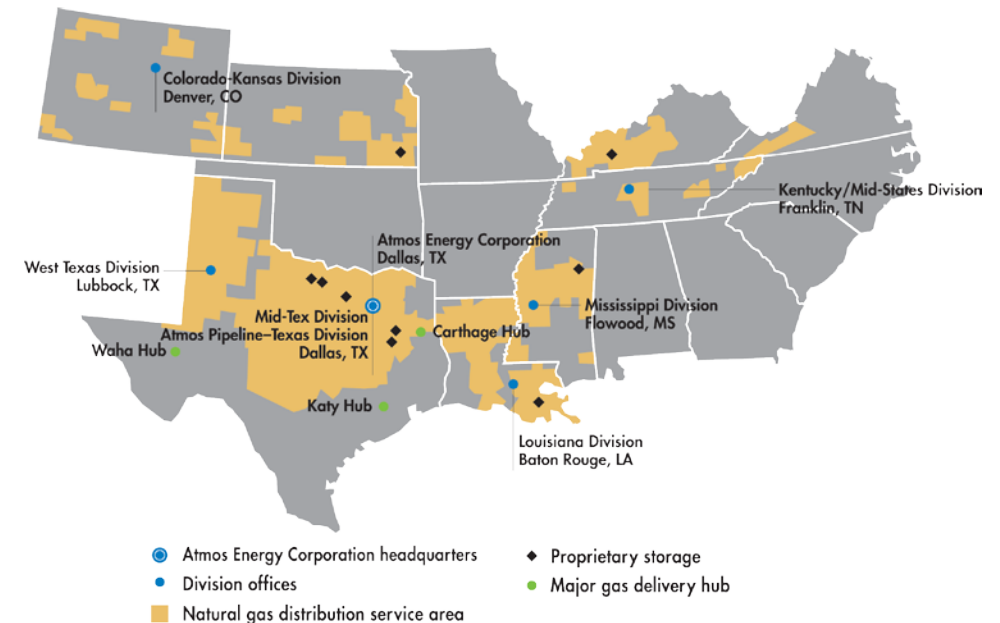 Colorado-Kansas Division
Denver, CO
Kentucky/Mid-States Division
Franklin, TN
Atmos Energy Corporation
Dallas, TX
West Texas Division
Lubbock, TX
Mid-Tex Division
Atmos Pipeline–Texas Division
Dallas, TX
Mississippi Division
Flowood, MS
Carthage Hub
Waha Hub
Katy Hub
Louisiana Division
Baton Rouge, LA
Atmos Energy Corporation headquarters
Division offices
Natural gas distribution service area
Proprietary storage
Major gas delivery hub